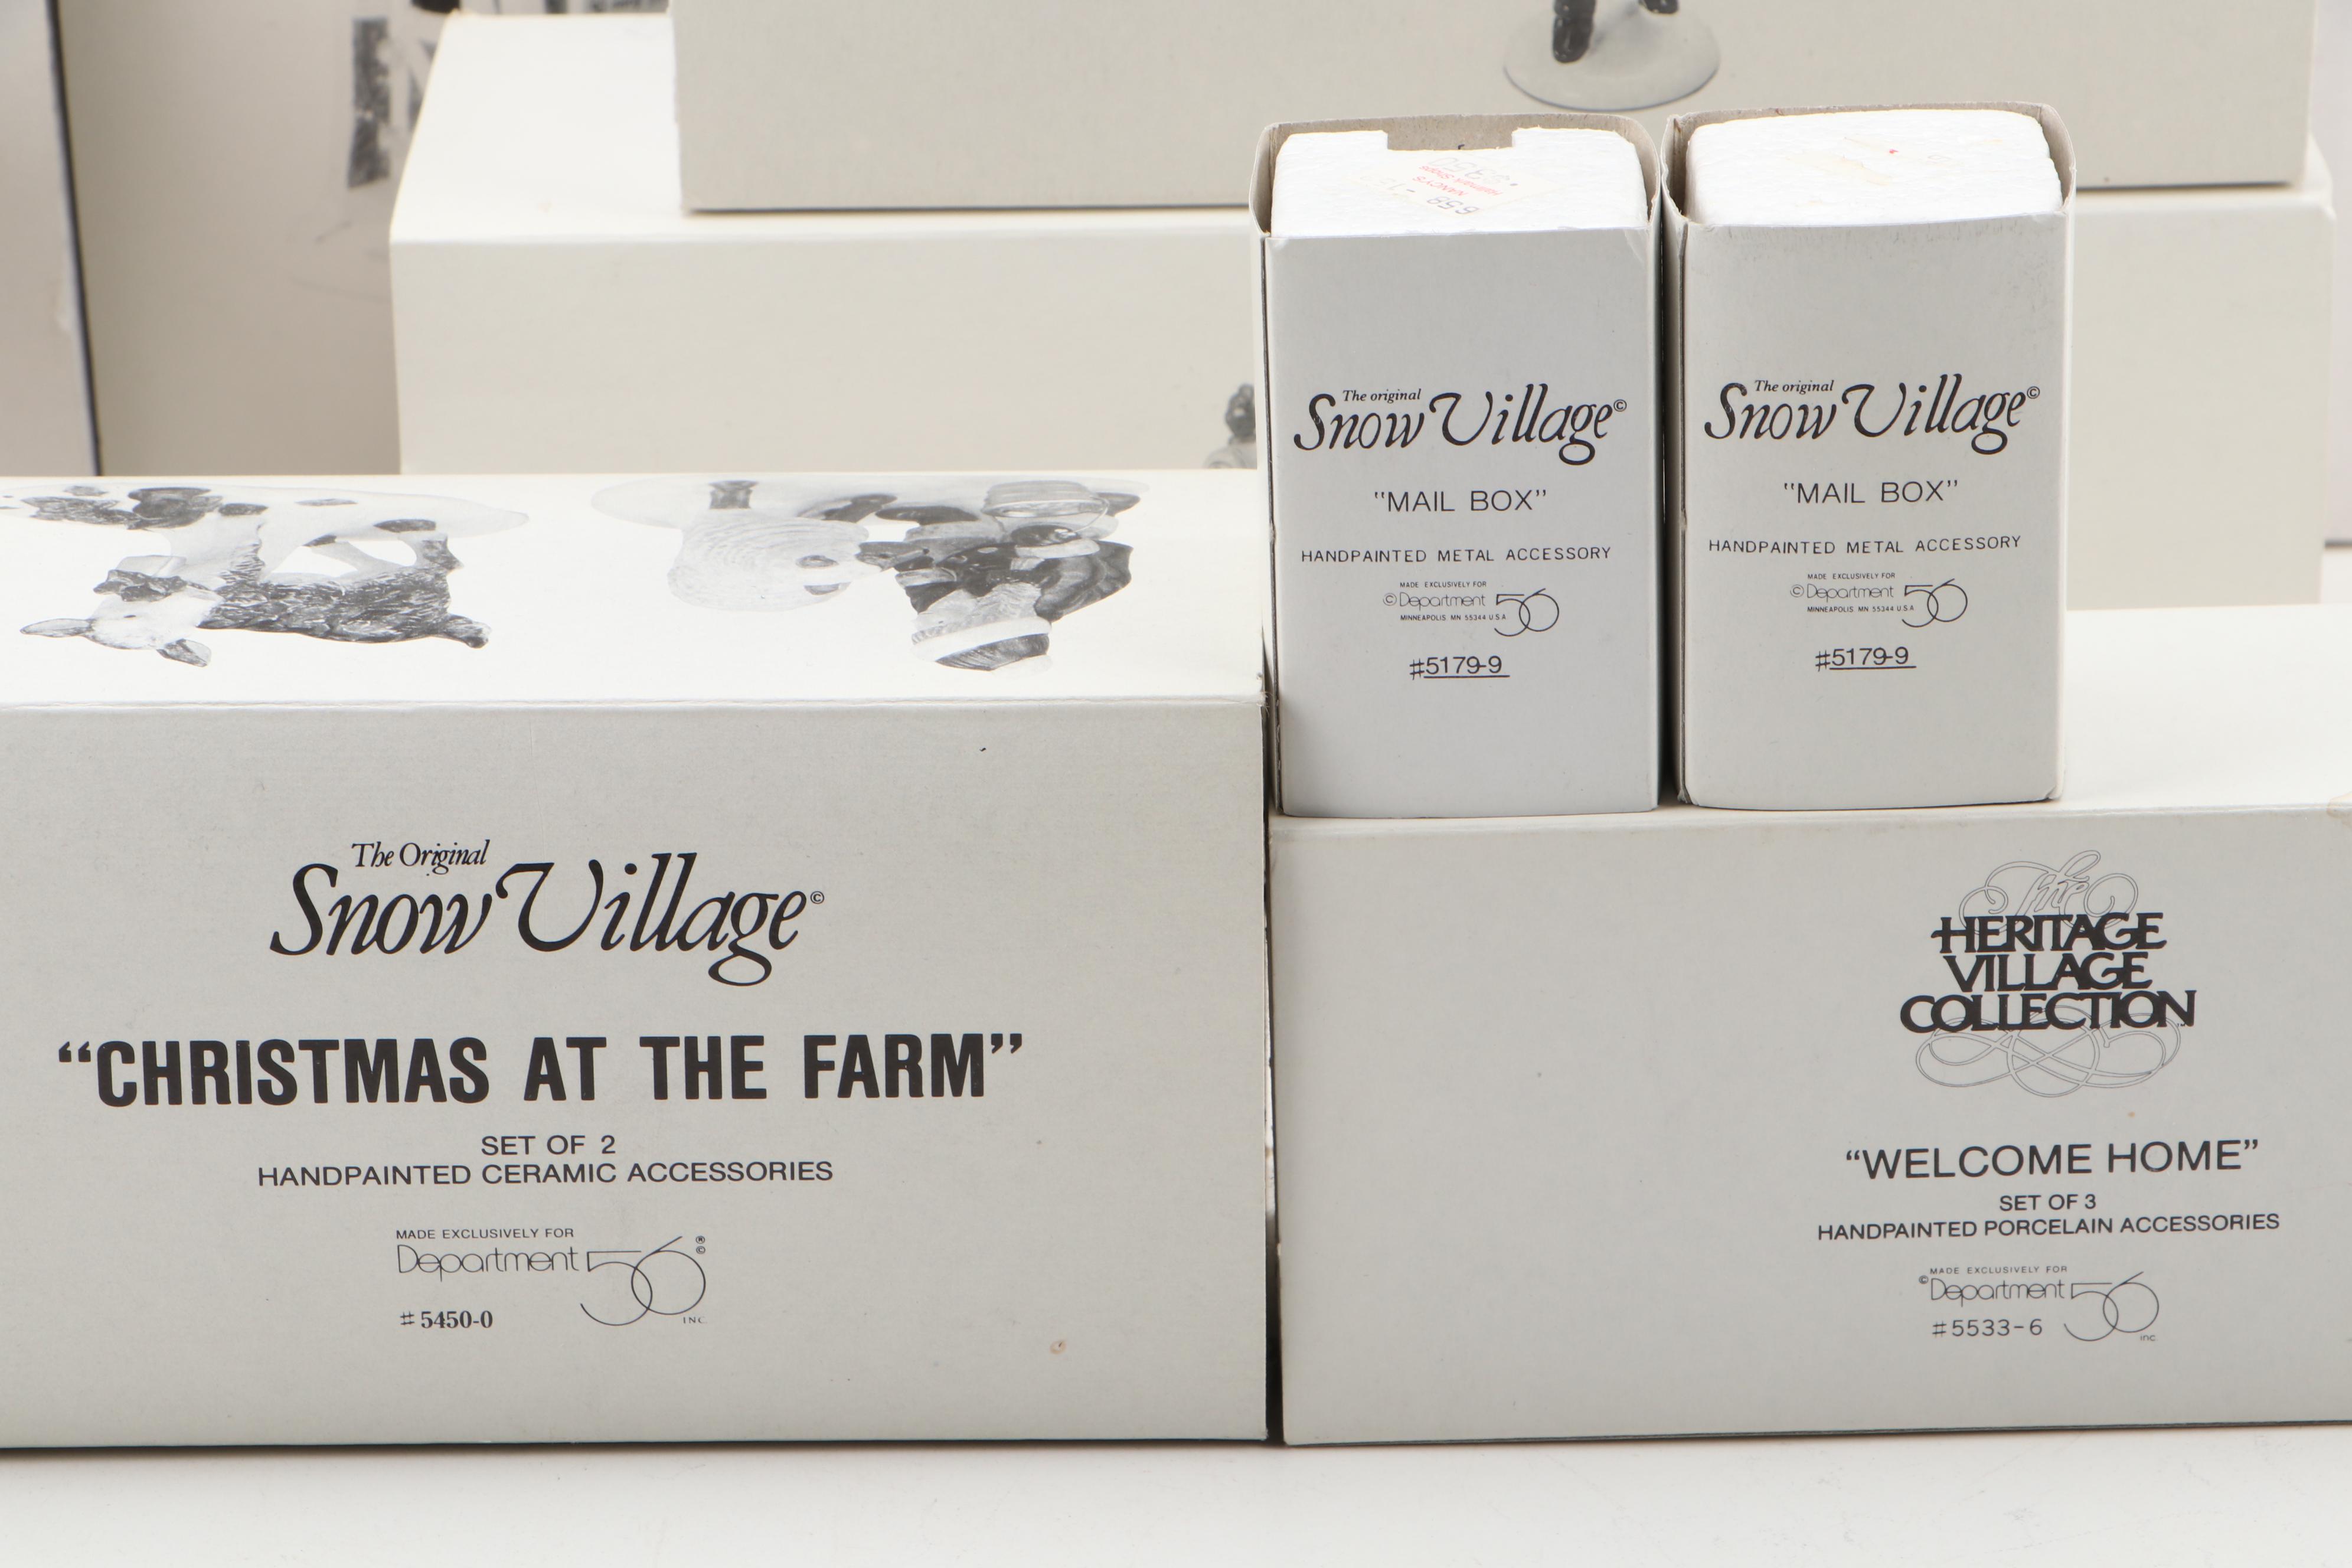 The original
Snow Village©
"MAIL BOX"
HANDPAINTED METAL ACCESSORY
MADE EXCLUSIVELY FOR
©Department 56
MINNEAPOLIS MN 55344 U.S.A.
#5179-9
The original
Snow Village©
"MAIL BOX"
HANDPAINTED METAL ACCESSORY
MADE EXCLUSIVELY FOR
©Department 56
MINNEAPOLIS MN 55344 U.S.A
#5179-9
The Original
Snow Village©
“CHRISTMAS AT THE FARM”
SET OF 2
HANDPAINTED CERAMIC ACCESSORIES
MADE EXCLUSIVELY FOR
Department 56 ® ©
INC.
#5450-0
The
HERITAGE
VILLAGE
COLLECTION
“WELCOME HOME”
SET OF 3
HANDPAINTED PORCELAIN ACCESSORIES
MADE EXCLUSIVELY FOR
©Department 56
#5533-6
inc